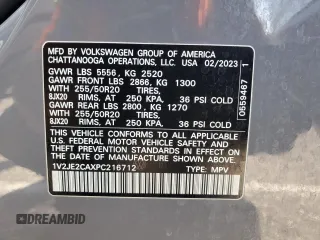 MFD BY VOLKSWAGEN GROUP OF AMERICA
CHATTANOOGA OPERATIONS, LLC. USA 02/2023
GVWR LBS 5556, KG 2520
GAWR FRONT LBS 2866, KG 1300
WITH: 255/50R20 TIRES,
8JX20 RIMS, AT 250 KPA, 36 PSI COLD
GAWR REAR LBS 2800, KG 1270
WITH: 255/50R20 TIRES,
8JX20 RIMS, AT 250 KPA, 36 PSI COLD
THIS VEHICLE CONFORMS TO ALL APPLICABLE
FEDERAL MOTOR VEHICLE SAFETY AND
THEFT PREVENTION STANDARDS IN EFFECT ON
THE DATE OF MANUFACTURE SHOWN ABOVE
1V2JE2CAXPC216712 TYPE: MPV
0559467 1